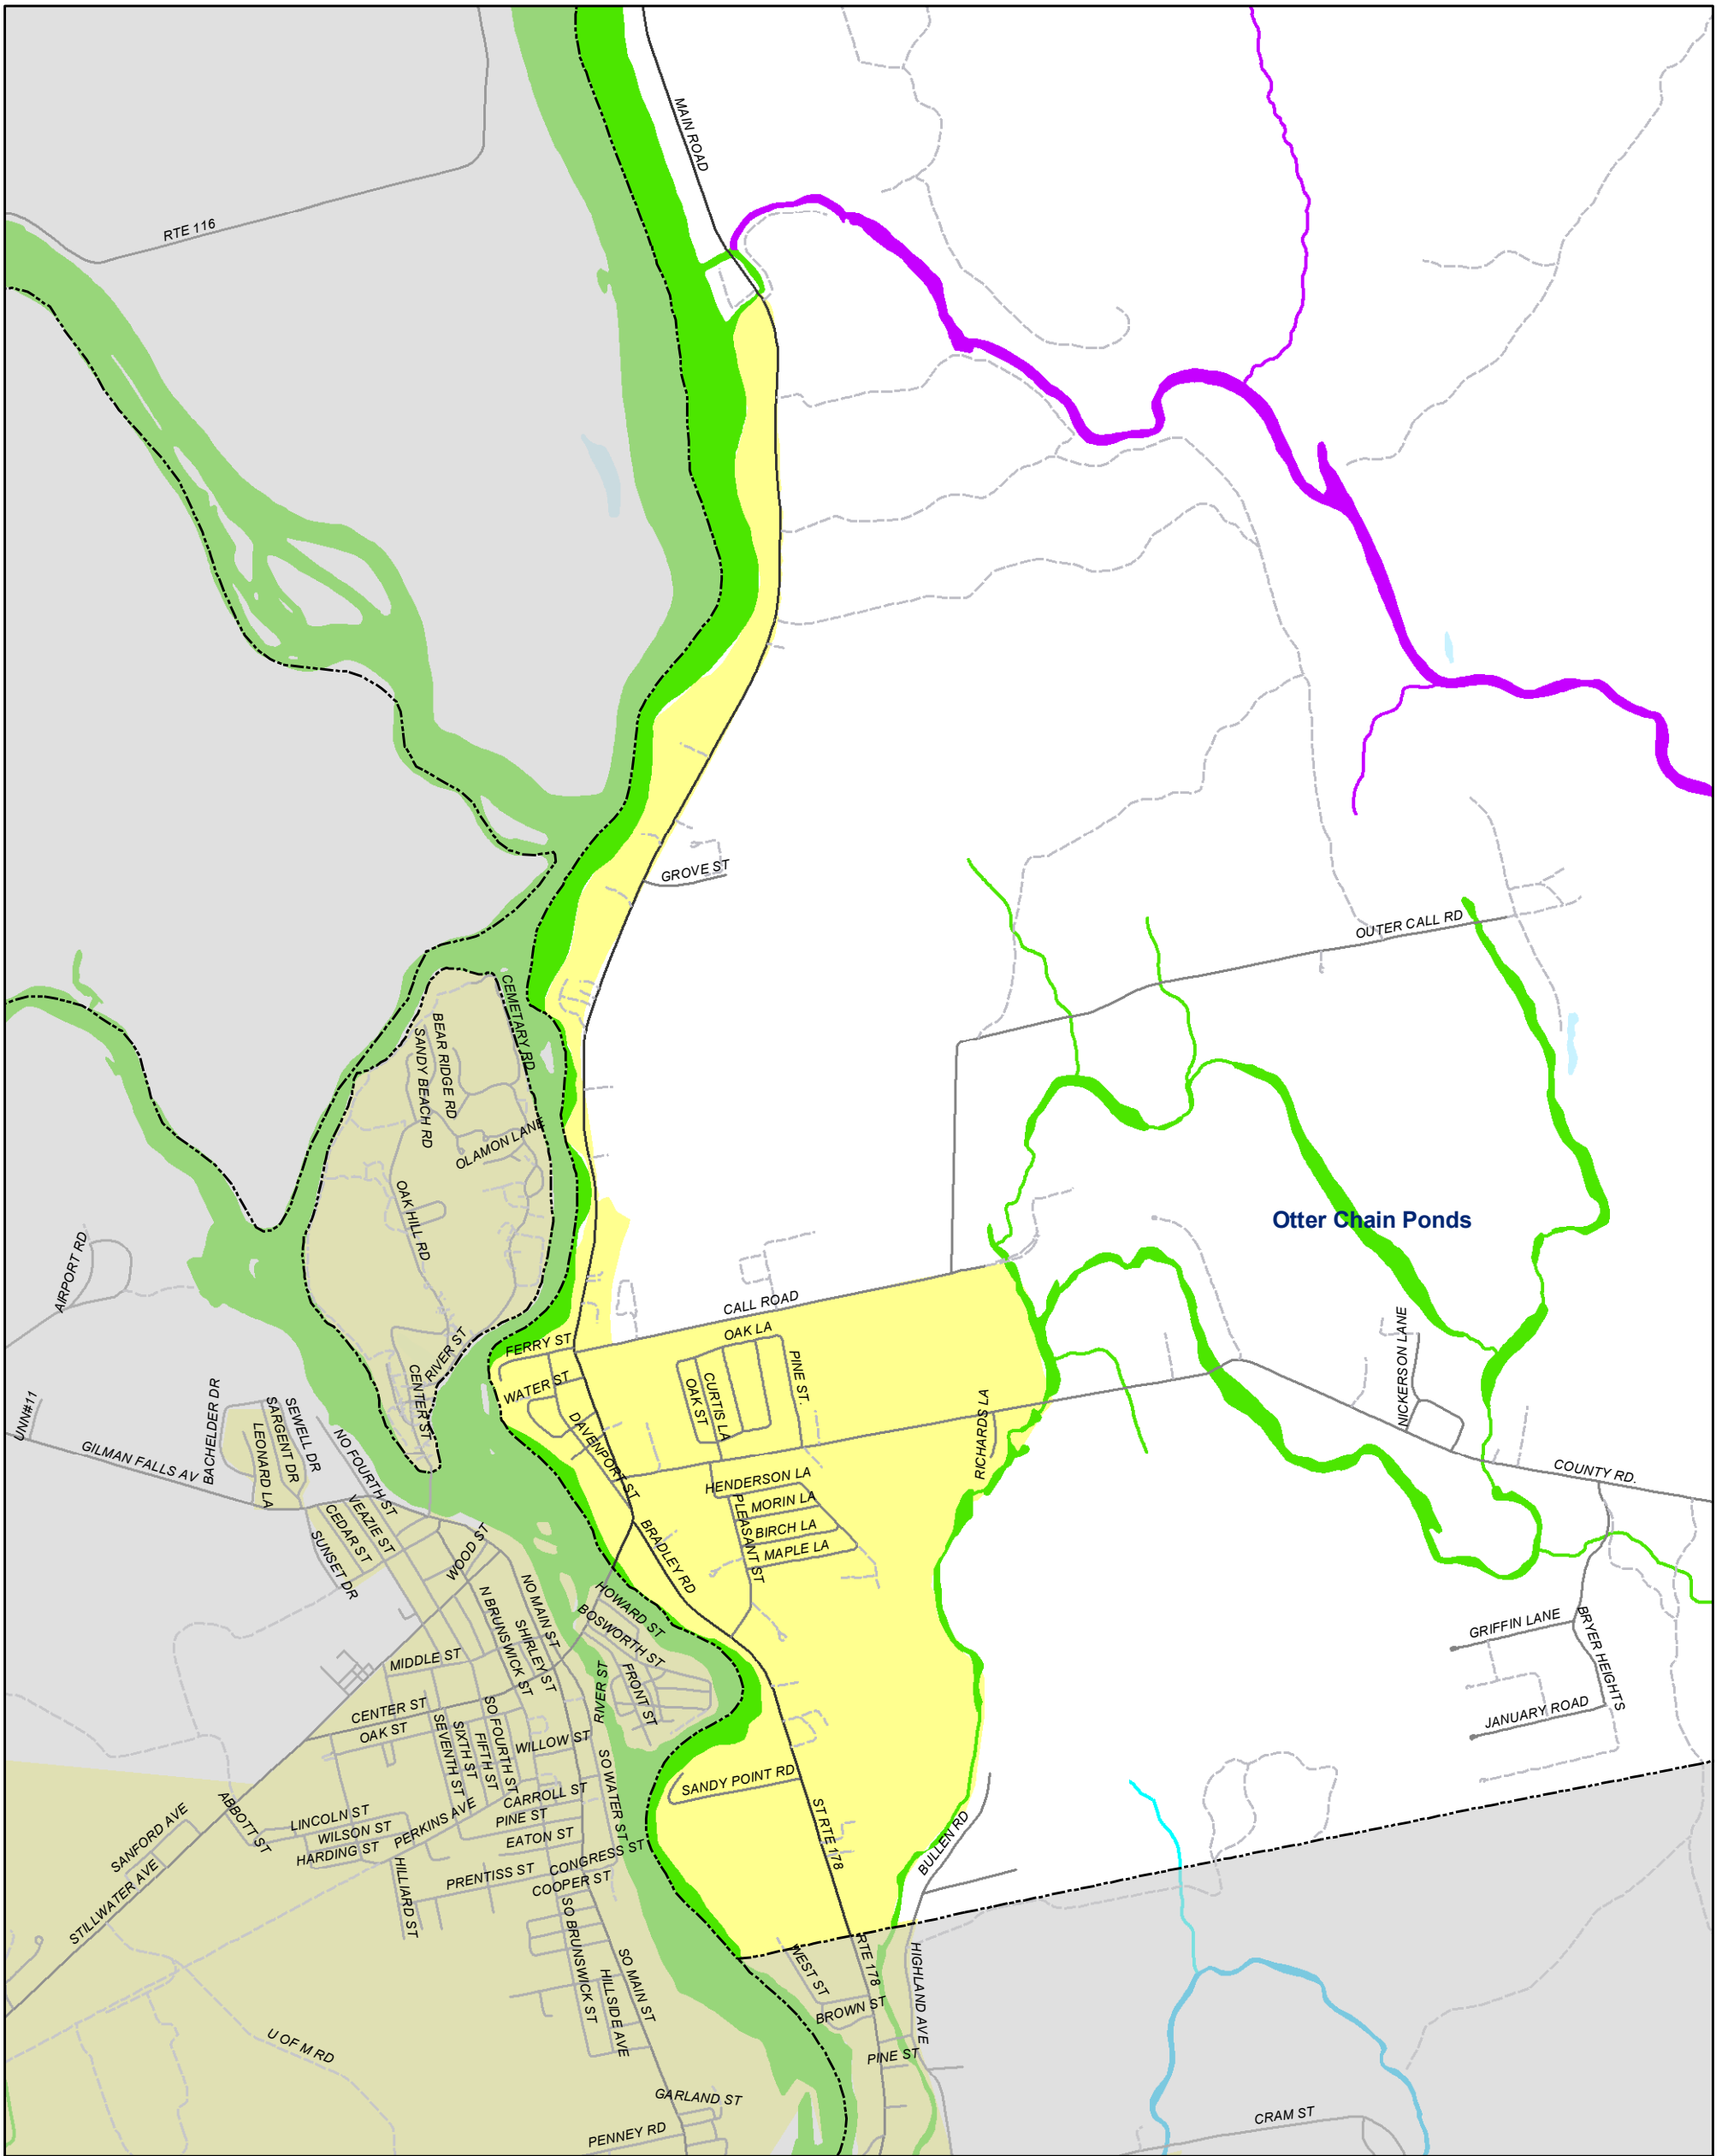 MAIN ROAD
RTE 116
GROVE ST
OUTER CALL RD
CEMETARY RD
BEAR RIDGE RD
SANDY BEACH RD
OLAMON LANE
OAK HILL RD
Otter Chain Ponds
AIRPORT RD
CALL ROAD
OAK LA
FERRY ST
RIVER ST
CENTER ST
WATER ST
PINE ST.
CURTIS LA
OAK ST
NICKERSON LANE
RICHARDS LA
UNN#11
BACHELDER DR
SEWELL DR
SARGENT DR
LEONARD LA
GILMAN FALLS AV
NO FOURTH ST
DAVENPORT ST
COUNTY RD.
HENDERSON LA
MORIN LA
BIRCH LA
MAPLE LA
PLEASANT ST
VEAZIE ST
CEDAR ST
SUNSET DR
WOOD ST
BRADLEY RD
NO MAIN ST
N BRUNSWICK ST
SHIRLEY ST
HOWARD ST
BOSWORTH ST
FRONT ST
RIVER ST
GRIFFIN LANE
BRYER HEIGHTS
JANUARY ROAD
MIDDLE ST
CENTER ST
OAK ST
SO FOURTH ST
FIFTH ST
SIXTH ST
SEVENTH ST
WILLOW ST
SO WATER ST
SANDY POINT RD
ST RTE 178
BULLEN RD
CARROLL ST
PINE ST
EATON ST
PERKINS AVE
ABBOTT ST
LINCOLN ST
WILSON ST
HARDING ST
SANFORD AVE
STILLWATER AVE
HILLIARD ST
PRENTISS ST
CONGRESS ST
COOPER ST
SO BRUNSWICK ST
SO MAIN ST
HILLSIDE AVE
WEST ST
RTE 178
HIGHLAND AVE
BROWN ST
PINE ST
U OF M RD
GARLAND ST
PENNEY RD
CRAM ST